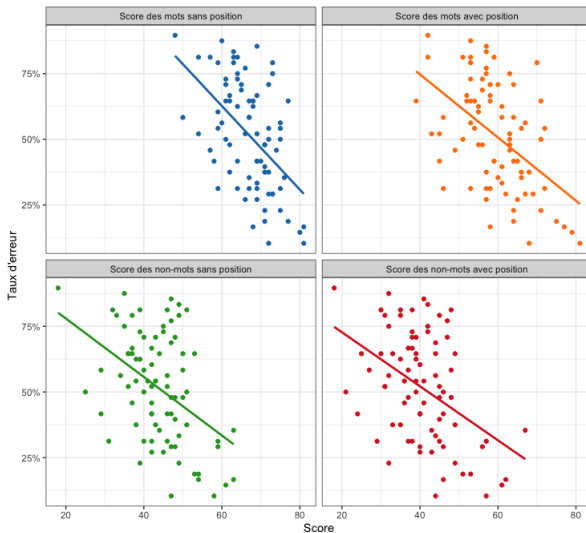 Score des mots sans position
Score des mots avec position
75%
50%
25%
Score des non-mots sans position
Score des non-mots avec position
75%
50%
25%
Taux d'erreur
20 40 60 80 20 40 60 80
Score